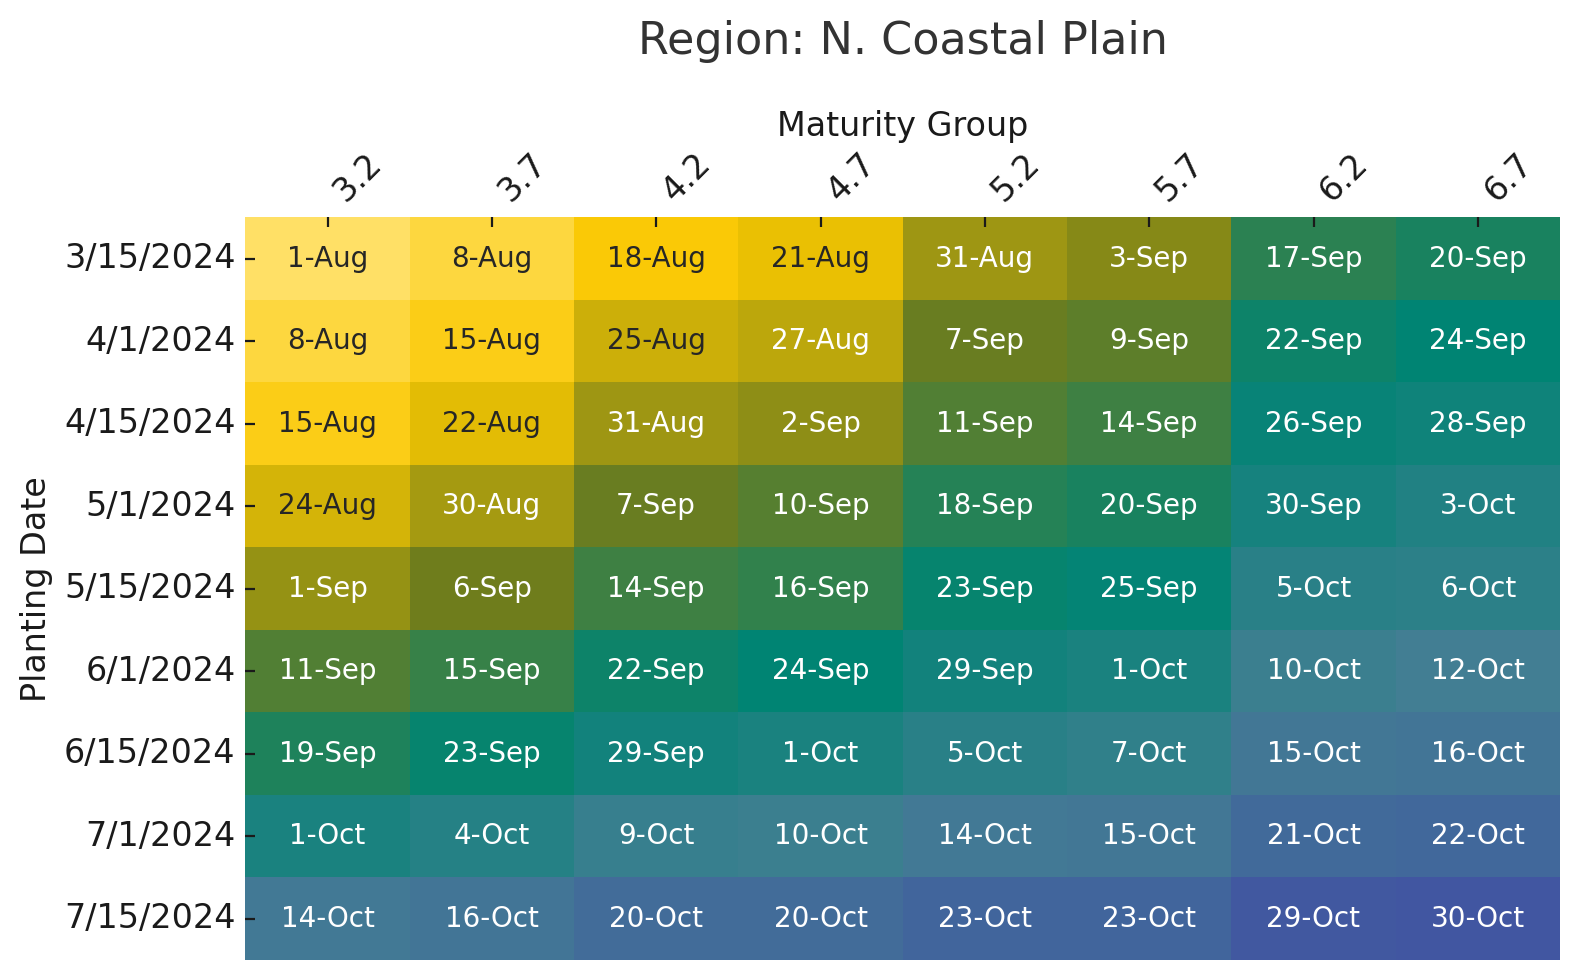 Region: N. Coastal Plain
Maturity Group
3.2 3.7 4.2 4.7 5.2 5.7 6.2 6.7
Planting Date
3/15/2024 1-Aug 8-Aug 18-Aug 21-Aug 31-Aug 3-Sep 17-Sep 20-Sep
4/1/2024 8-Aug 15-Aug 25-Aug 27-Aug 7-Sep 9-Sep 22-Sep 24-Sep
4/15/2024 15-Aug 22-Aug 31-Aug 2-Sep 11-Sep 14-Sep 26-Sep 28-Sep
5/1/2024 24-Aug 30-Aug 7-Sep 10-Sep 18-Sep 20-Sep 30-Sep 3-Oct
5/15/2024 1-Sep 6-Sep 14-Sep 16-Sep 23-Sep 25-Sep 5-Oct 6-Oct
6/1/2024 11-Sep 15-Sep 22-Sep 24-Sep 29-Sep 1-Oct 10-Oct 12-Oct
6/15/2024 19-Sep 23-Sep 29-Sep 1-Oct 5-Oct 7-Oct 15-Oct 16-Oct
7/1/2024 1-Oct 4-Oct 9-Oct 10-Oct 14-Oct 15-Oct 21-Oct 22-Oct
7/15/2024 14-Oct 16-Oct 20-Oct 20-Oct 23-Oct 23-Oct 29-Oct 30-Oct